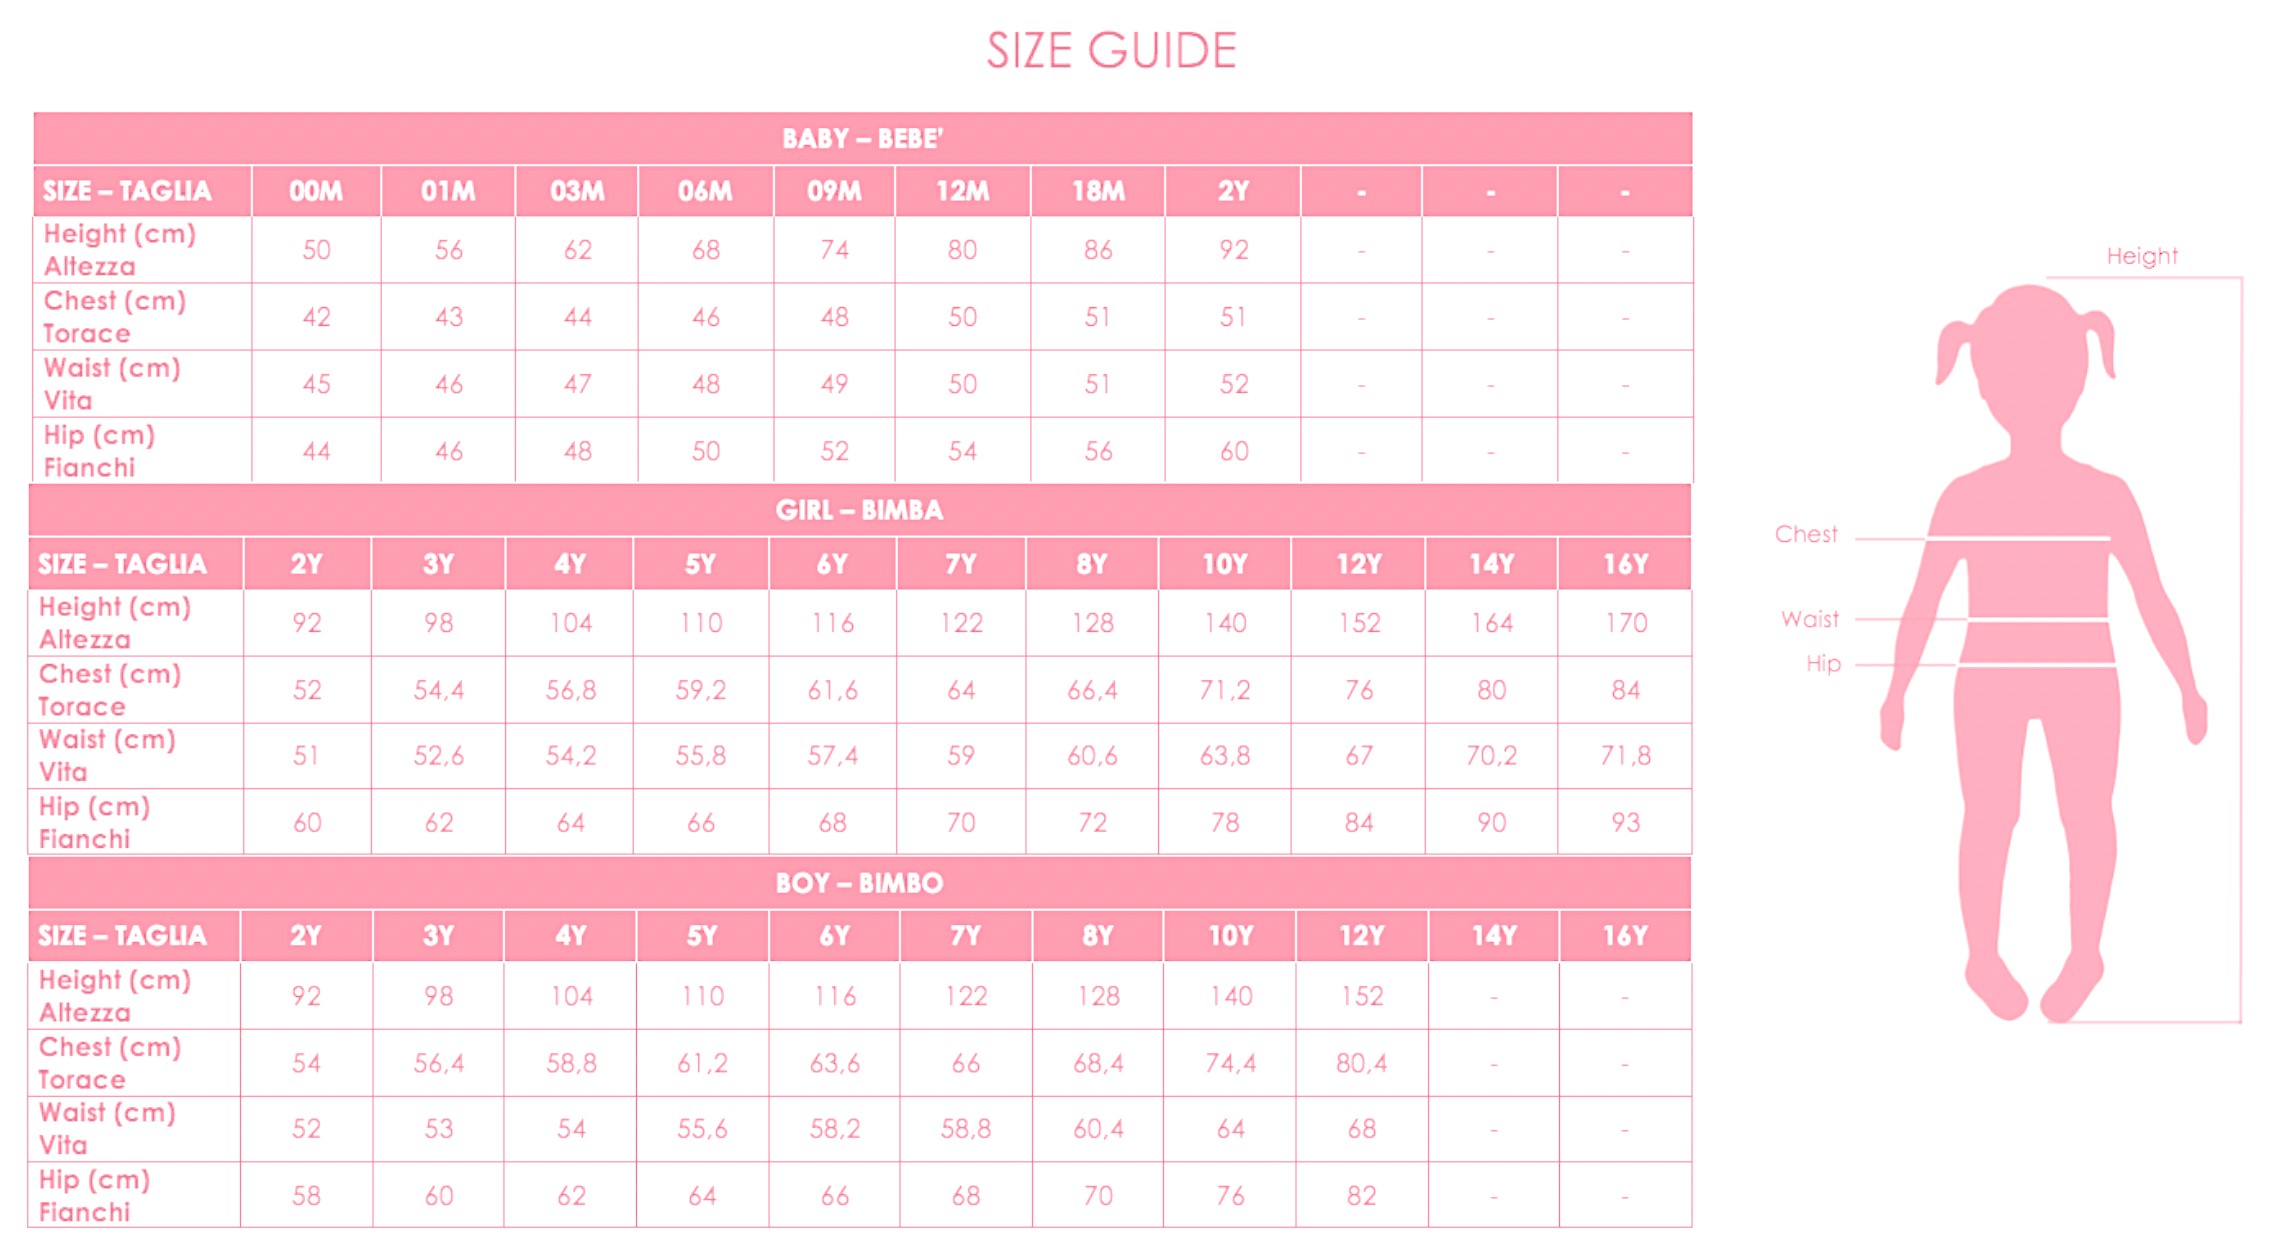 SIZE GUIDE
BABY – BEBE'
SIZE – TAGLIA 00M 01M 03M 06M 09M 12M 18M 2Y - - -
Height (cm)
Altezza 50 56 62 68 74 80 86 92 - - -
Chest (cm)
Torace 42 43 44 46 48 50 51 51 - - -
Waist (cm)
Vita 45 46 47 48 49 50 51 52 - - -
Hip (cm)
Fianchi 44 46 48 50 52 54 56 60 - - -
GIRL – BIMBA
SIZE – TAGLIA 2Y 3Y 4Y 5Y 6Y 7Y 8Y 10Y 12Y 14Y 16Y
Height (cm)
Altezza 92 98 104 110 116 122 128 140 152 164 170
Chest (cm)
Torace 52 54,4 56,8 59,2 61,6 64 66,4 71,2 76 80 84
Waist (cm)
Vita 51 52,6 54,2 55,8 57,4 59 60,6 63,8 67 70,2 71,8
Hip (cm)
Fianchi 60 62 64 66 68 70 72 78 84 90 93
BOY – BIMBO
SIZE – TAGLIA 2Y 3Y 4Y 5Y 6Y 7Y 8Y 10Y 12Y 14Y 16Y
Height (cm)
Altezza 92 98 104 110 116 122 128 140 152 - -
Chest (cm)
Torace 54 56,4 58,8 61,2 63,6 66 68,4 74,4 80,4 - -
Waist (cm)
Vita 52 53 54 55,6 58,2 58,8 60,4 64 68 - -
Hip (cm)
Fianchi 58 60 62 64 66 68 70 76 82 - -
Height
Chest
Waist
Hip